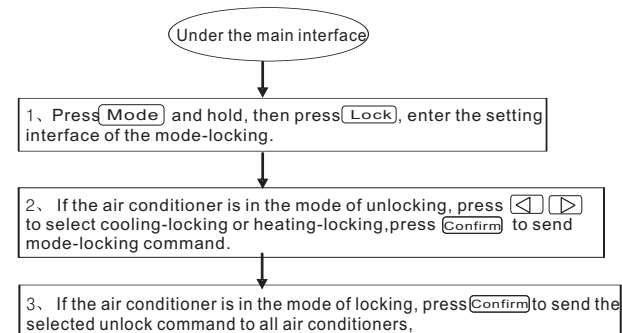 Under the main interface
1、Press Mode and hold, then press Lock, enter the setting
interface of the mode-locking.
2、 If the air conditioner is in the mode of unlocking, press
to select cooling-locking or heating-locking,press Confirm to send
mode-locking command.
3、 If the air conditioner is in the mode of locking, press Confirm to send the
selected unlock command to all air conditioners,